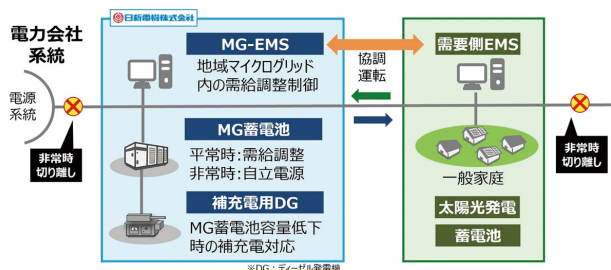 日新電機株式会社
電力会社
系統
電源
系統
非常時
切り離し
MG-EMS
地域マイクログリッド
内の需給調整制御
MG蓄電池
平常時:需給調整
非常時:自立電源
補充電用DG
MG蓄電池容量低下
時の補充電対応
※DG:ディーゼル発電機
協調
運転
需要側EMS
一般家庭
太陽光発電
蓄電池
非常時
切り離し